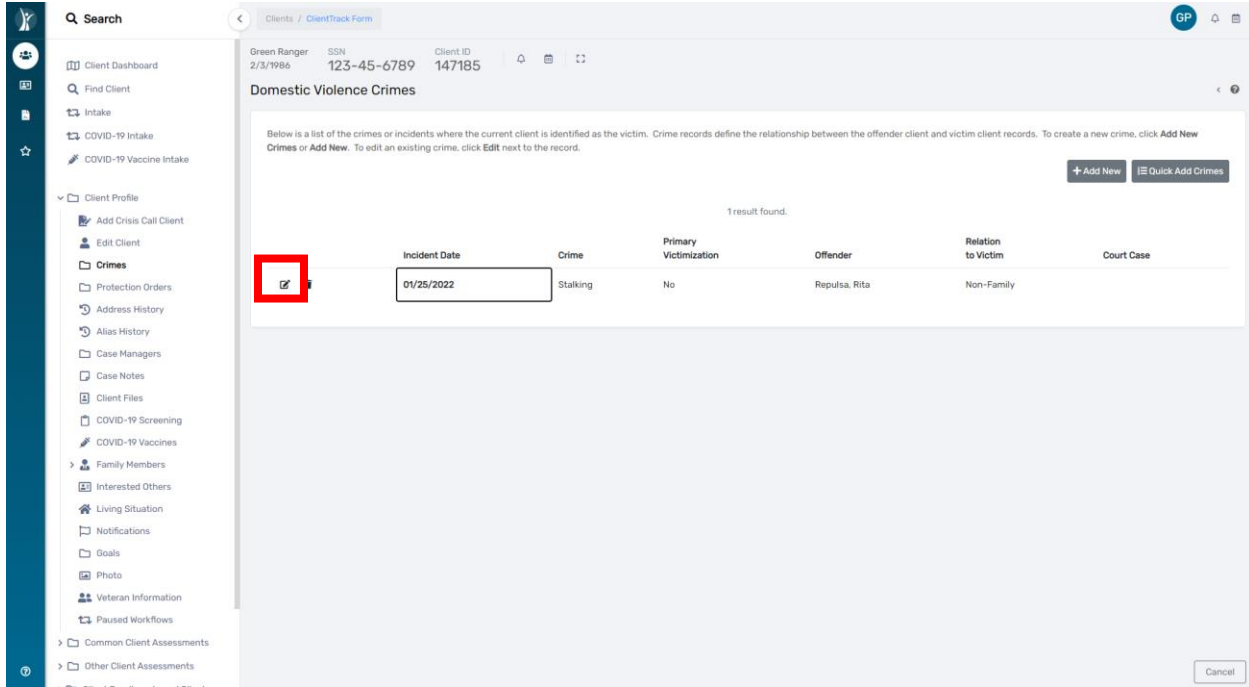 Search
Clients / ClientTrack Form
GP
Client Dashboard
Find Client
Intake
COVID-19 Intake
COVID-19 Vaccine Intake
Client Profile
Add Crisis Call Client
Edit Client
Crimes
Protection Orders
Address History
Alias History
Case Managers
Case Notes
Client Files
COVID-19 Screening
COVID-19 Vaccines
Family Members
Interested Others
Living Situation
Notifications
Goals
Photo
Veteran Information
Paused Workflows
Common Client Assessments
Other Client Assessments
Green Ranger SSN Client ID
2/3/1986 123-45-6789 147185
Domestic Violence Crimes
Below is a list of the crimes or incidents where the current client is identified as the victim. Crime records define the relationship between the offender client and victim client records. To create a new crime, click Add New
Crimes or Add New. To edit an existing crime, click Edit next to the record.
+ Add New Quick Add Crimes
1 result found.
Incident Date Crime Primary Victimization Offender Relation to Victim Court Case
01/25/2022 Stalking No Repulsa, Rita Non-Family
Cancel